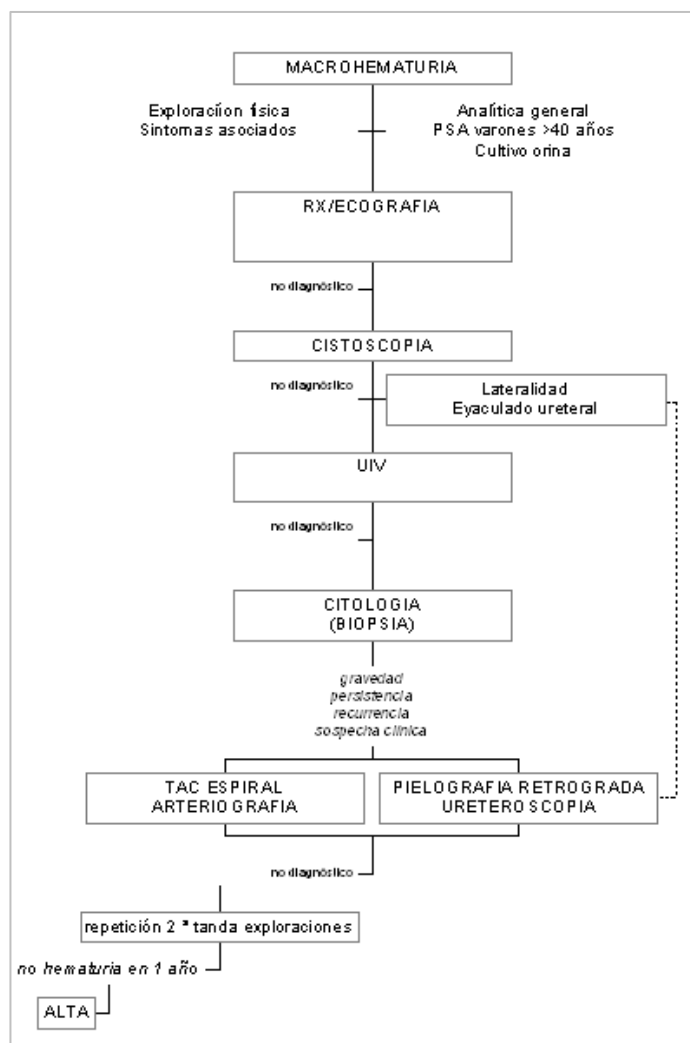 MACROHEMATURIA
Exploracíion física
Síntomas asociados
Analítica general
PSA varones >40 años
Cultivo orina
RX/ECOGRAFIA
no diagnóstico
CISTOSCOPIA
no diagnóstico
Lateralidad
Eyaculado ureteral
UIV
no diagnóstico
CITOLOGIA
(BIOPSIA)
gravedad
persistencia
recurrencia
sospecha clínica
TAC ESPIRAL
ARTERIOGRAFIA
PIELOGRAFIA RETROGRADA
URETEROSCOPIA
no diagnóstico
repetición 2 ª tanda exploraciones
no hematuria en 1 año
ALTA